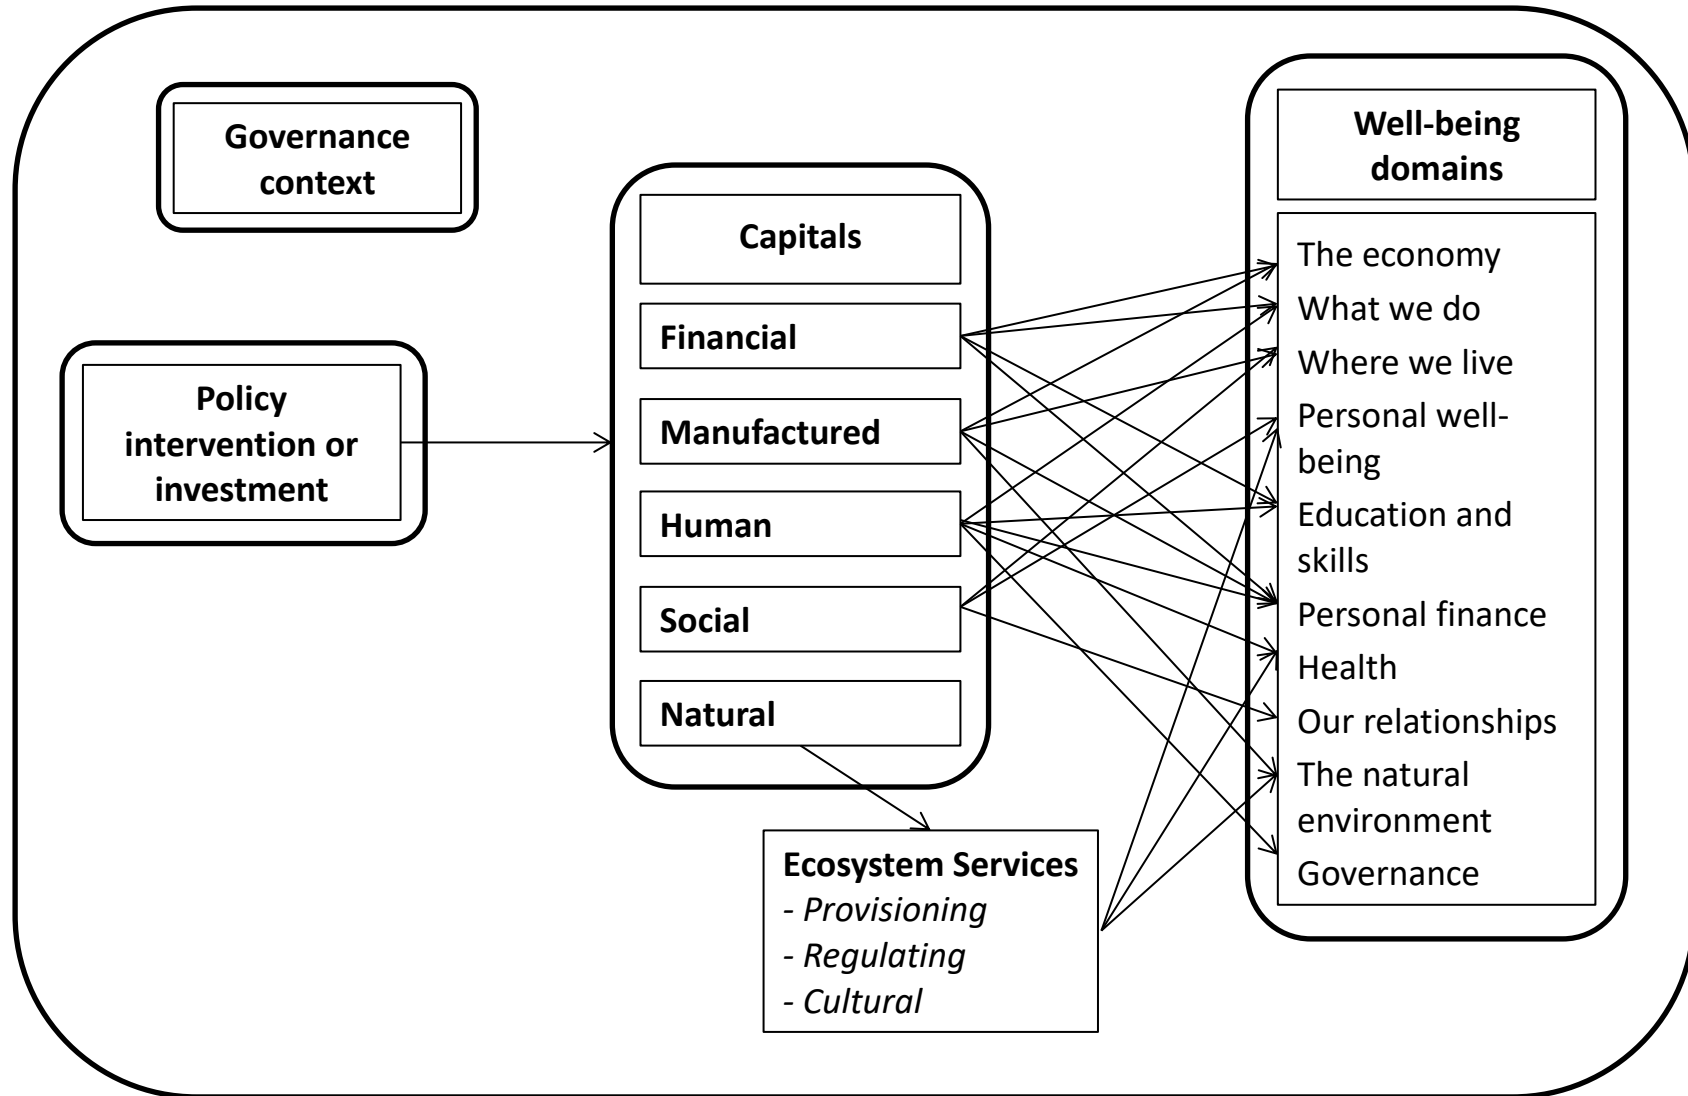 Governance
context
Policy
intervention or
investment
Capitals
Financial
Manufactured
Human
Social
Natural
Ecosystem Services
- Provisioning
- Regulating
- Cultural
Well-being
domains
The economy
What we do
Where we live
Personal well-
being
Education and
skills
Personal finance
Health
Our relationships
The natural
environment
Governance